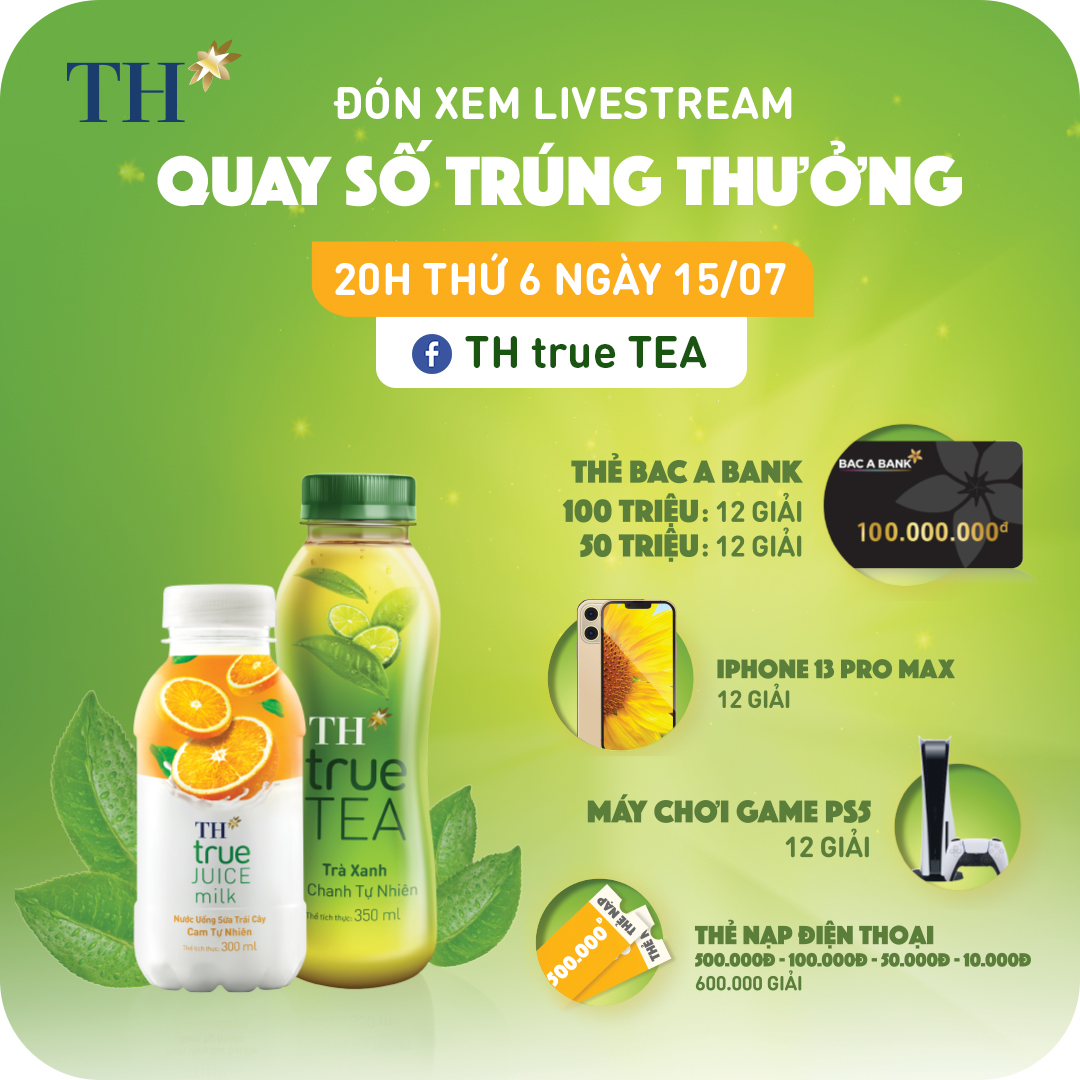 TH
ĐÓN XEM LIVESTREAM
QUAY SỐ TRÚNG THƯỞNG
20H THỨ 6 NGÀY 15/07
TH true TEA
THẺ BAC A BANK
100 TRIỆU: 12 GIẢI
50 TRIỆU: 12 GIẢI
BAC A BANK
100.000.000đ
IPHONE 13 PRO MAX
12 GIẢI
MÁY CHƠI GAME PS5
12 GIẢI
THẺ NẠP ĐIỆN THOẠI
500.000Đ - 100.000Đ - 50.000Đ - 10.000Đ
600.000 GIẢI
500.000đ
THẺ NẠP
THẺ
TH
true
TEA
Trà Xanh
Chanh Tự Nhiên
Thể tích thực: 350 ml
TH
true
JUICE
milk
Nước Uống Sữa Trái Cây
Cam Tự Nhiên
Thể tích thực: 300 ml